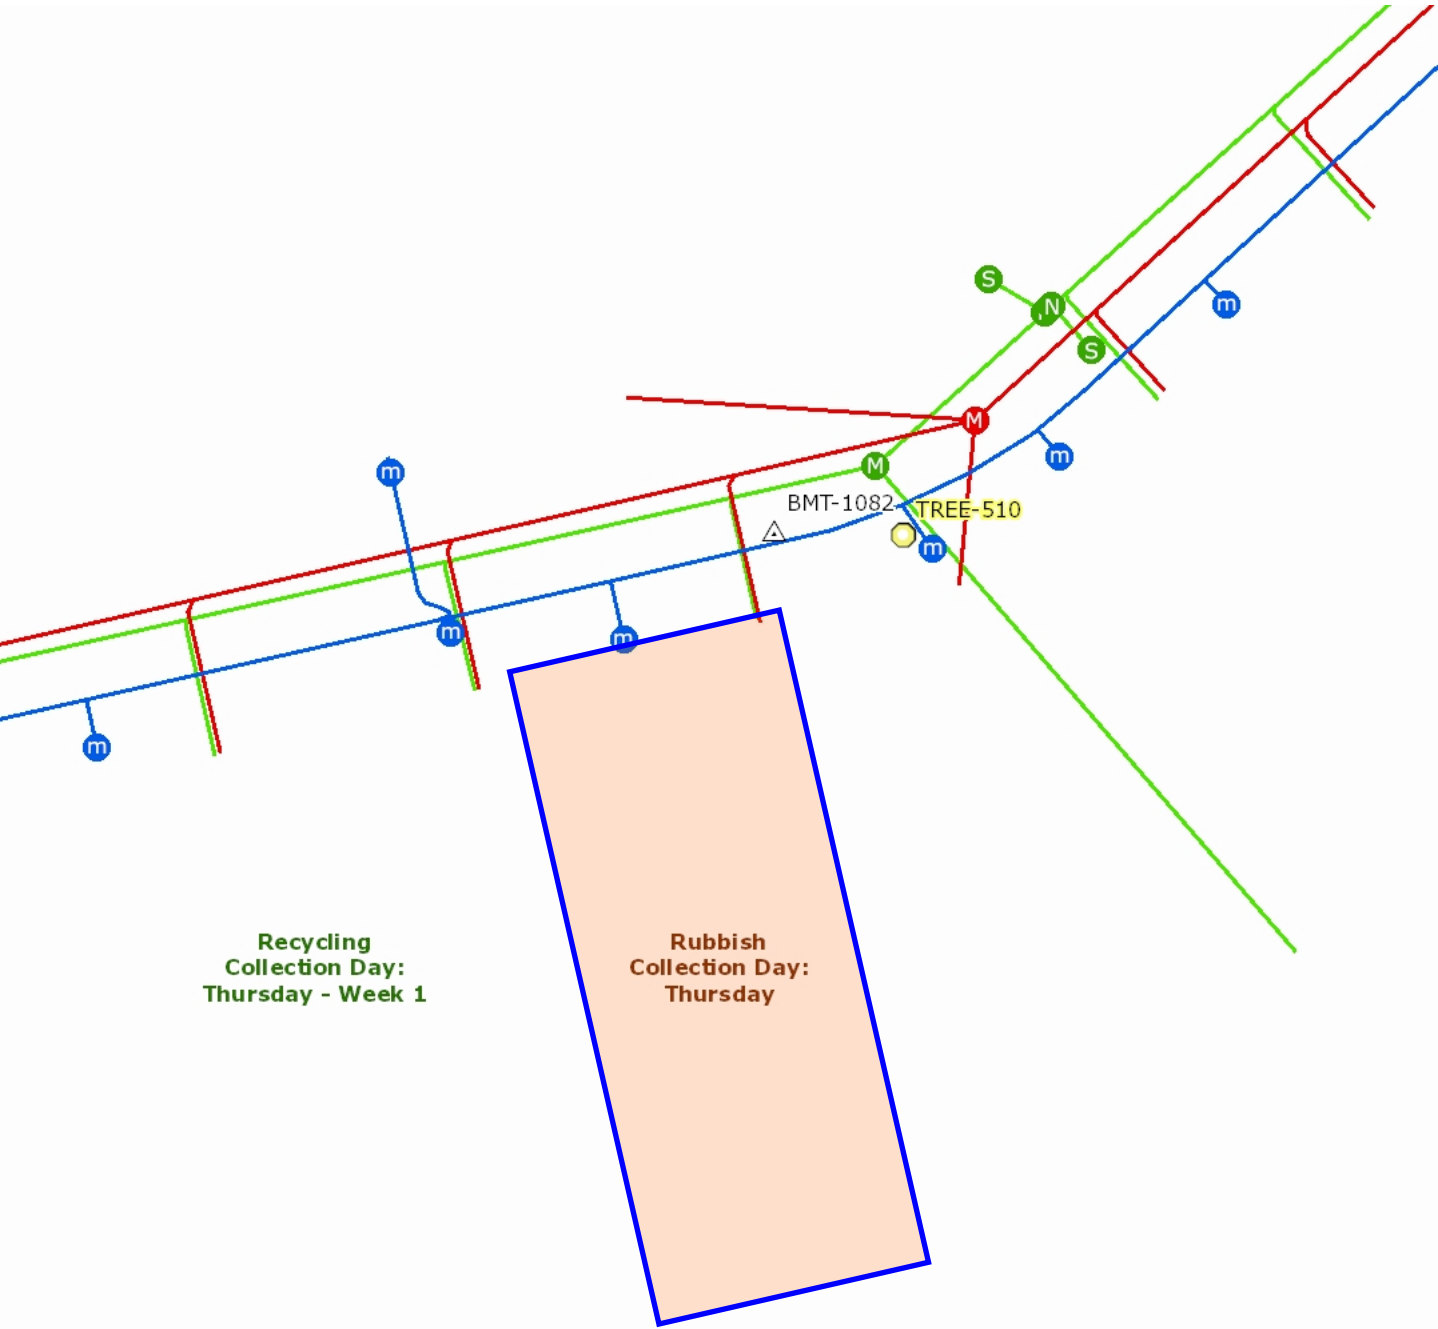 S
N
m
S
M
m
M
m
BMT-1082
TREE-510
m
m
m
m
Recycling
Collection Day:
Thursday - Week 1
Rubbish
Collection Day:
Thursday